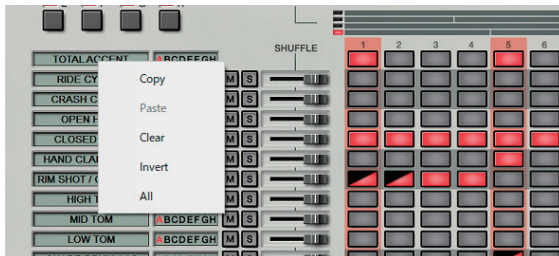 SHUFFLE
1 2 3 4 5 6
TOTAL ACCENT ABCDEFGH
RIDE CY M S
Copy
CRASH C M S
Paste
OPEN H M S
Clear
CLOSED M S
HAND CLA M S
Invert
RIM SHOT / M S
All
HIGH T M S
MID TOM ABCDEFGH M S
LOW TOM ABCDEFGH M S